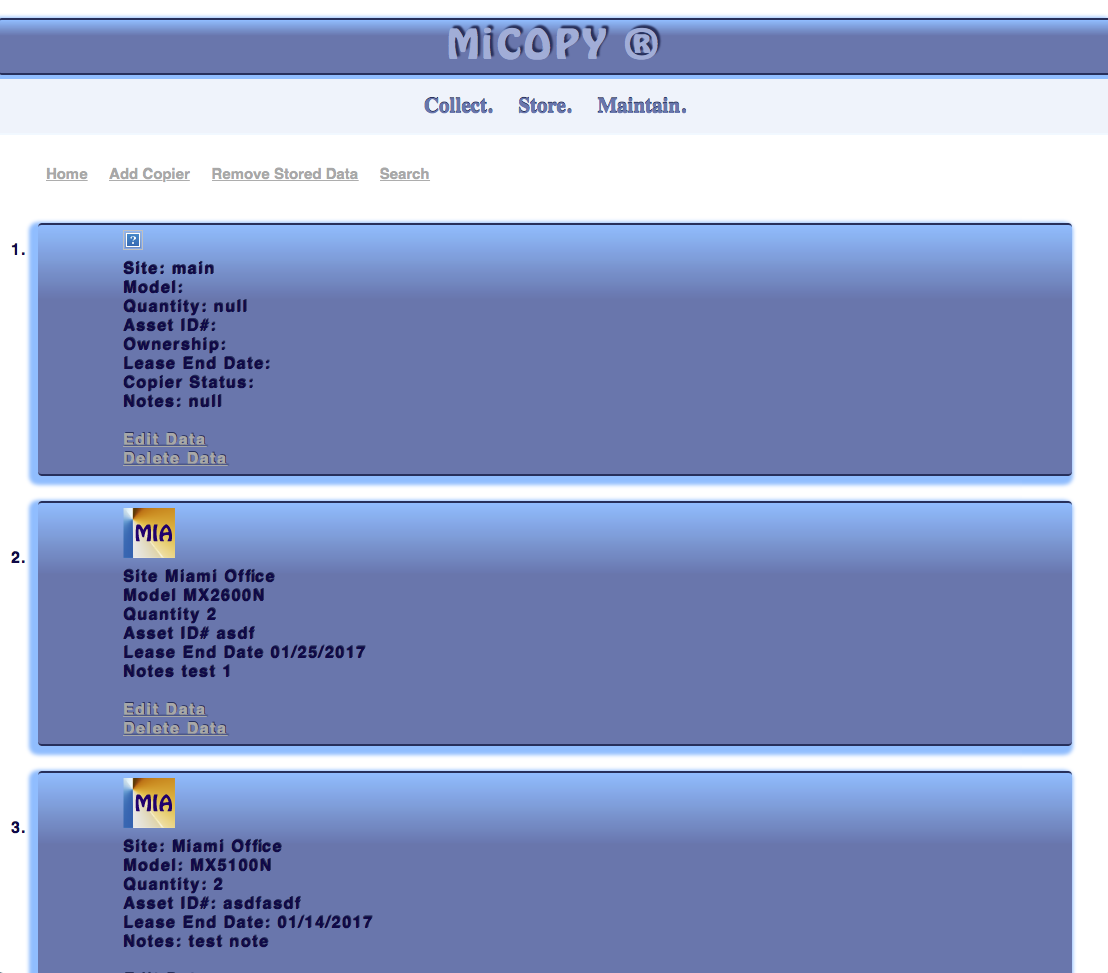 MiCOPY ®
Collect. Store. Maintain.
Home Add Copier Remove Stored Data Search
1.
?
Site: main
Model:
Quantity: null
Asset ID#:
Ownership:
Lease End Date:
Copier Status:
Notes: null
Edit Data
Delete Data
2.
MIA
Site Miami Office
Model MX2600N
Quantity 2
Asset ID# asdf
Lease End Date 01/25/2017
Notes test 1
Edit Data
Delete Data
3.
MIA
Site: Miami Office
Model: MX5100N
Quantity: 2
Asset ID#: asdfasdf
Lease End Date: 01/14/2017
Notes: test note